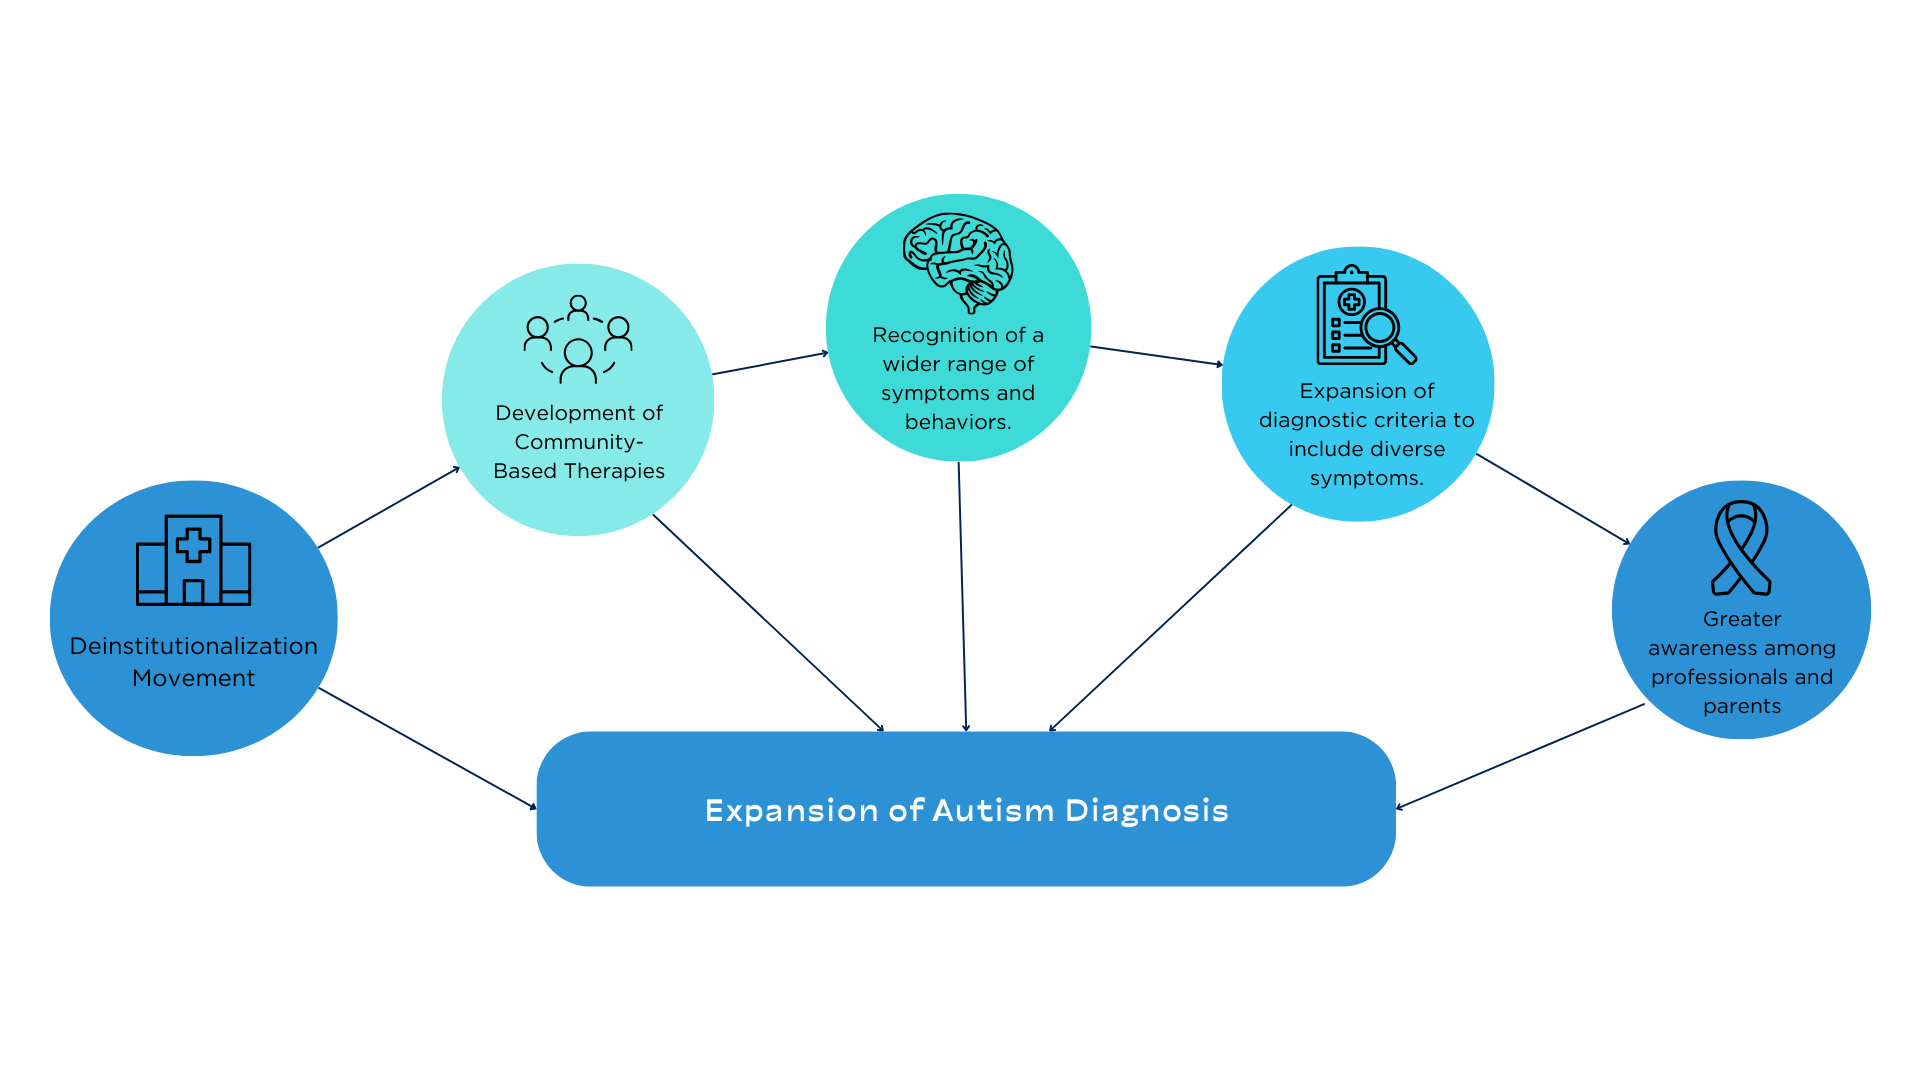 Deinstitutionalization
Movement
Development of
Community-
Based Therapies
Recognition of a
wider range of
symptoms and
behaviors.
Expansion of
diagnostic criteria to
include diverse
symptoms.
Greater
awareness among
professionals and
parents
Expansion of Autism Diagnosis